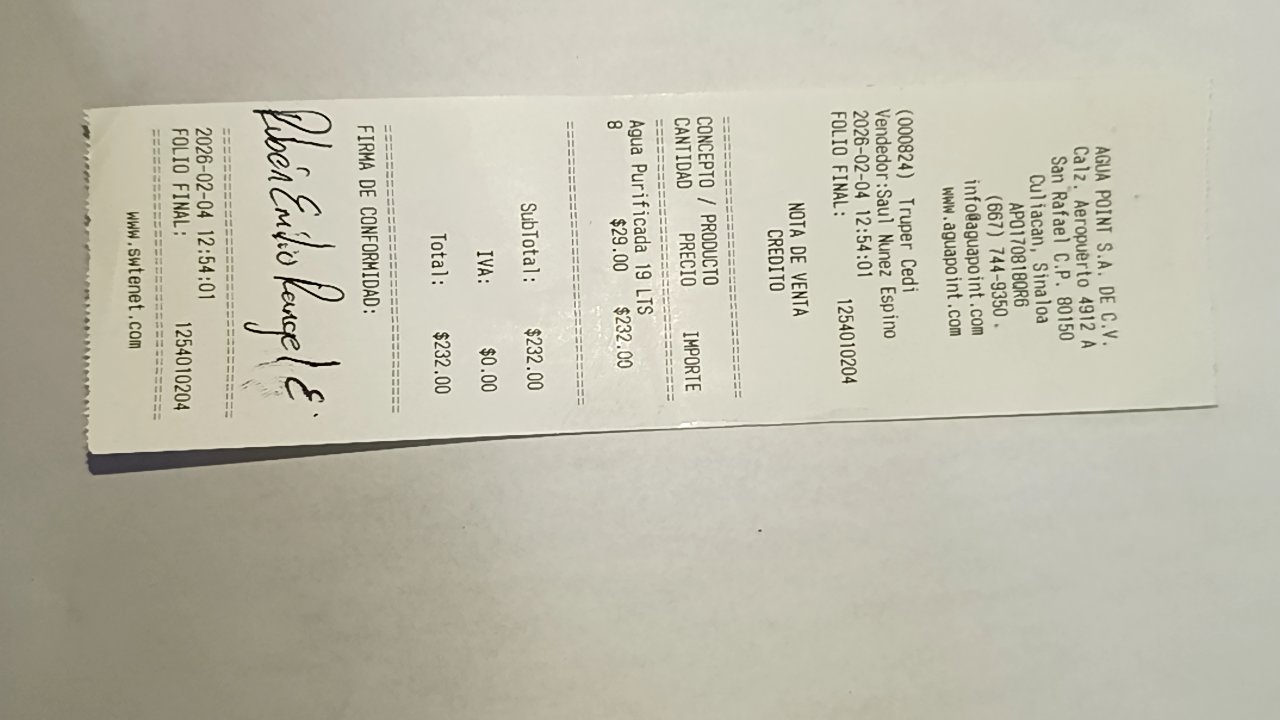 AGUA POINT S.A. DE C.V.
Calz. Aeropuerto 4912 A
San Rafael C.P. 80150
Culiacan, Sinaloa
APO170818QR6
(667) 744-9350 .
info@aguapoint.com
www.aguapoint.com
(000824) Truper Cedi
Vendedor:Saul Nunez Espino
2026-02-04 12:54:01
FOLIO FINAL: 1254010204
NOTA DE VENTA
CREDITO
==========================
CONCEPTO / PRODUCTO
CANTIDAD PRECIO IMPORTE
==========================
Agua Purificada 19 LTS
8 $29.00 $232.00
==========================
SubTotal: $232.00
IVA: $0.00
Total: $232.00
==========================
FIRMA DE CONFORMIDAD:
Rubén Emilio Rangel E.
==========================
2026-02-04 12:54:01
FOLIO FINAL: 1254010204
==========================
www.swtenet.com